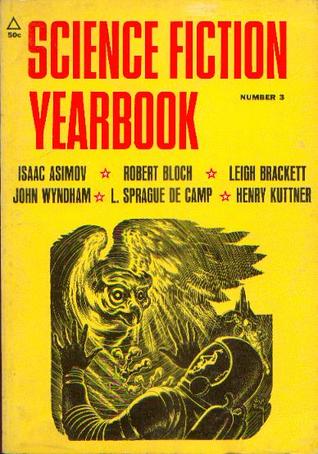 50c
SCIENCE FICTION
YEARBOOK
NUMBER 3
ISAAC ASIMOV ☆ ROBERT BLOCH ☆ LEIGH BRACKETT
JOHN WYNDHAM ☆ L. SPRAGUE DE CAMP ☆ HENRY KUTTNER